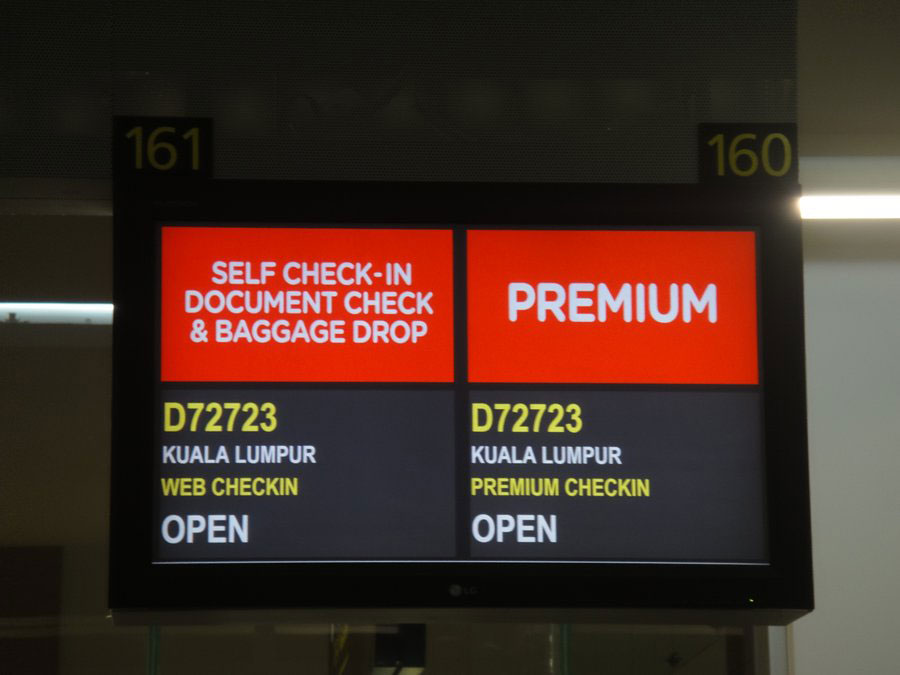 161
160
SELF CHECK-IN
DOCUMENT CHECK
& BAGGAGE DROP
PREMIUM
D72723
KUALA LUMPUR
WEB CHECKIN
OPEN
D72723
KUALA LUMPUR
PREMIUM CHECKIN
OPEN
LG